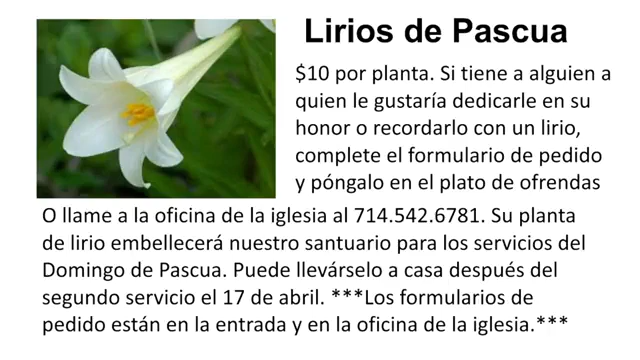 Lirios de Pascua
$10 por planta. Si tiene a alguien a
quien le gustaría dedicarle en su
honor o recordarlo con un lirio,
complete el formulario de pedido
y póngalo en el plato de ofrendas
O llame a la oficina de la iglesia al 714.542.6781. Su planta
de lirio embellecerá nuestro santuario para los servicios del
Domingo de Pascua. Puede llevárselo a casa después del
segundo servicio el 17 de abril. ***Los formularios de
pedido están en la entrada y en la oficina de la iglesia.***